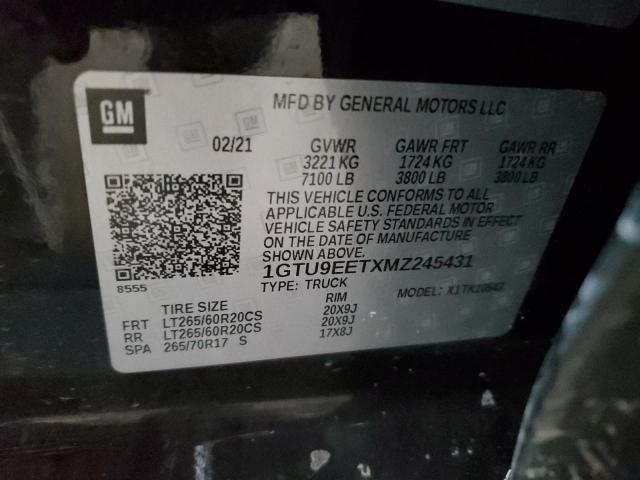 GM
MFD BY GENERAL MOTORS LLC
02/21 GVWR GAWR FRT GAWR RR
3221 KG 1724 KG 1724 KG
7100 LB 3800 LB 3800 LB
THIS VEHICLE CONFORMS TO ALL
APPLICABLE U.S. FEDERAL MOTOR
VEHICLE SAFETY STANDARDS IN EFFECT
ON THE DATE OF MANUFACTURE
SHOWN ABOVE.
1GTU9EETXMZ245431
8555
TYPE: TRUCK MODEL:
TIRE SIZE RIM
FRT LT265/60R20CS 20X9J
RR LT265/60R20CS 20X9J
SPA 265/70R17 S 17X8J